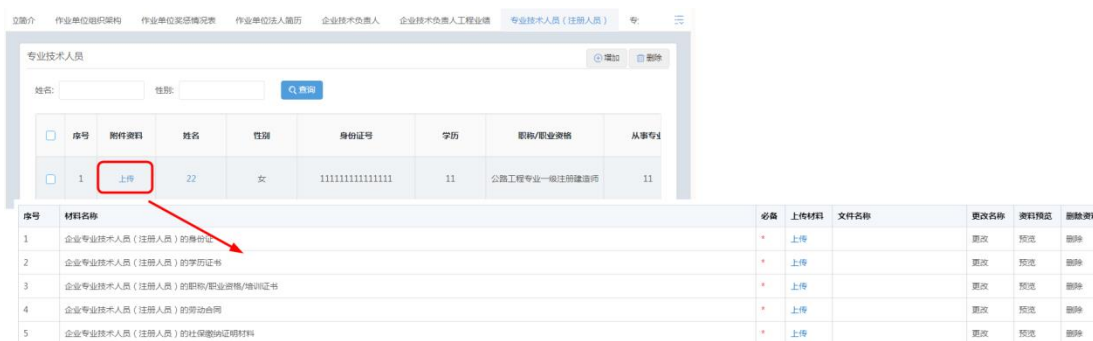 立简介 作业单位组织架构 作业单位奖惩情况表 作业单位法人简历 企业技术负责人 企业技术负责人工程业绩 专业技术人员（注册人员） 专
专业技术人员 增加 删除
姓名: 性别: 查询
序号 附件资料 姓名 性别 身份证号 学历 职称/职业资格 从事专业
1 上传 22 女 111111111111111 11 公路工程专业一级注册建造师 11
序号 材料名称 必备 上传材料 文件名称 更改名称 资料预览 删除资料
1 企业专业技术人员（注册人员）的身份证 * 上传 更改 预览 删除
2 企业专业技术人员（注册人员）的学历证书 * 上传 更改 预览 删除
3 企业专业技术人员（注册人员）的职称/职业资格/培训证书 * 上传 更改 预览 删除
4 企业专业技术人员（注册人员）的劳动合同 * 上传 更改 预览 删除
5 企业专业技术人员（注册人员）的社保缴纳证明材料 * 上传 更改 预览 删除